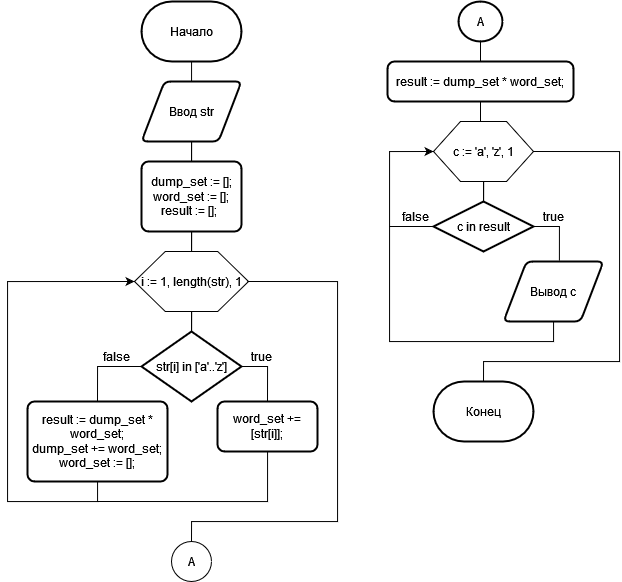 Начало
Ввод str
dump_set := [];
word_set := [];
result := [];
i := 1, length(str), 1
false
true
str[i] in ['a'..'z']
result := dump_set *
word_set;
dump_set += word_set;
word_set := [];
word_set +=
[str[i]];
A
A
result := dump_set * word_set;
c := 'a', 'z', 1
false
true
c in result
Вывод c
Конец